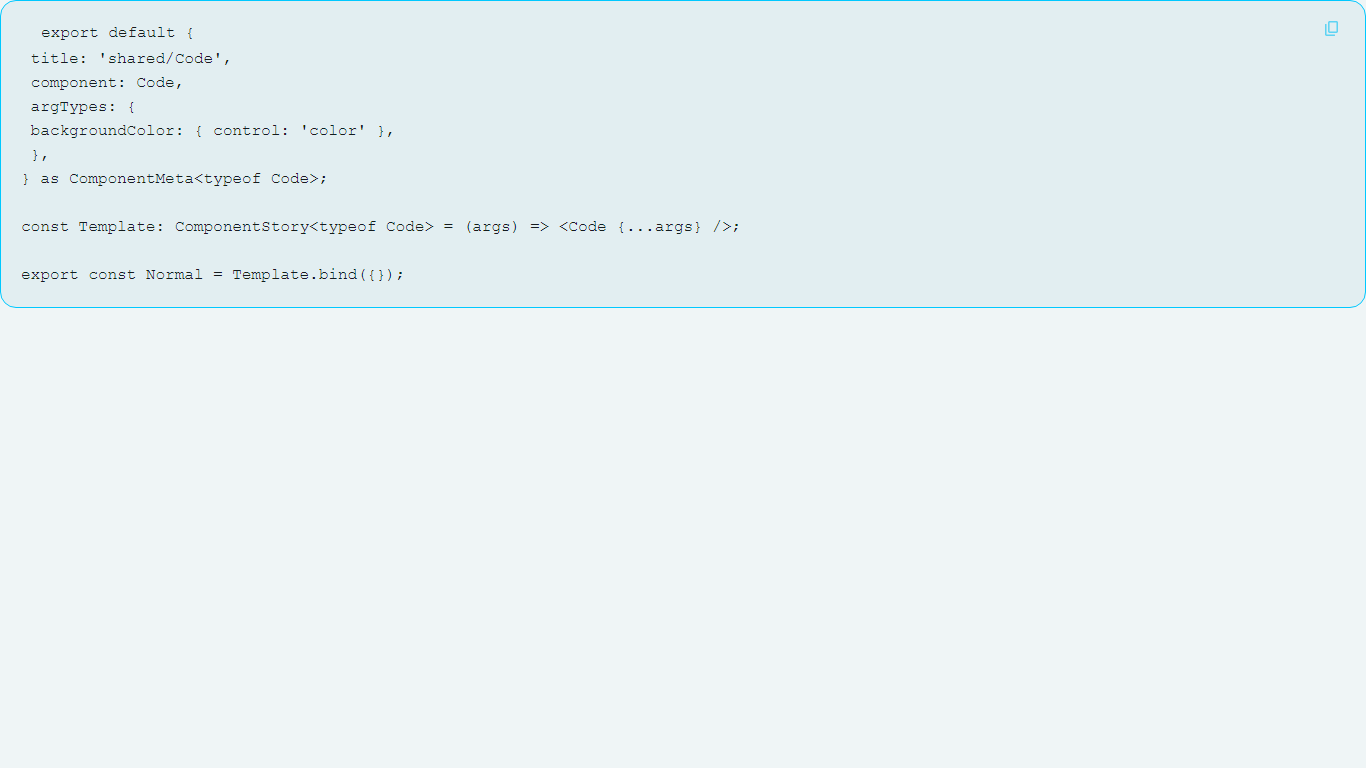 export default {
title: 'shared/Code',
component: Code,
argTypes: {
backgroundColor: { control: 'color' },
},
} as ComponentMeta<typeof Code>;

const Template: ComponentStory<typeof Code> = (args) => <Code {...args} />;

export const Normal = Template.bind({});